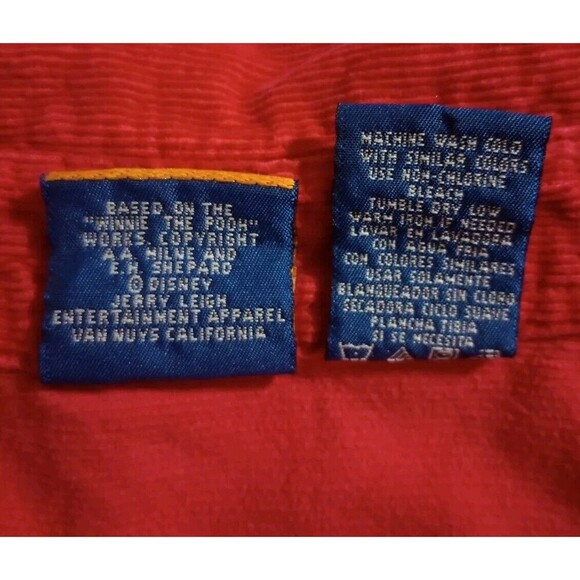 BASED ON THE
"WINNIE THE POOH"
WORKS. COPYRIGHT
A.A. MILNE AND
E.H. SHEPARD
© DISNEY
JERRY LEIGH
ENTERTAINMENT APPAREL
VAN NUYS CALIFORNIA
MACHINE WASH COLD
WITH SIMILAR COLORS
USE NON-CHLORINE
BLEACH
TUMBLE DRY LOW
WARM IRON IF NEEDED
LAVAR EN LAVADORA
CON AGUA FRIA
CON COLORES SIMILARES
USAR SOLAMENTE
BLANQUEADOR SIN CLORO
SECADORA CICLO SUAVE
PLANCHA TIBIA
SI SE NECESITA